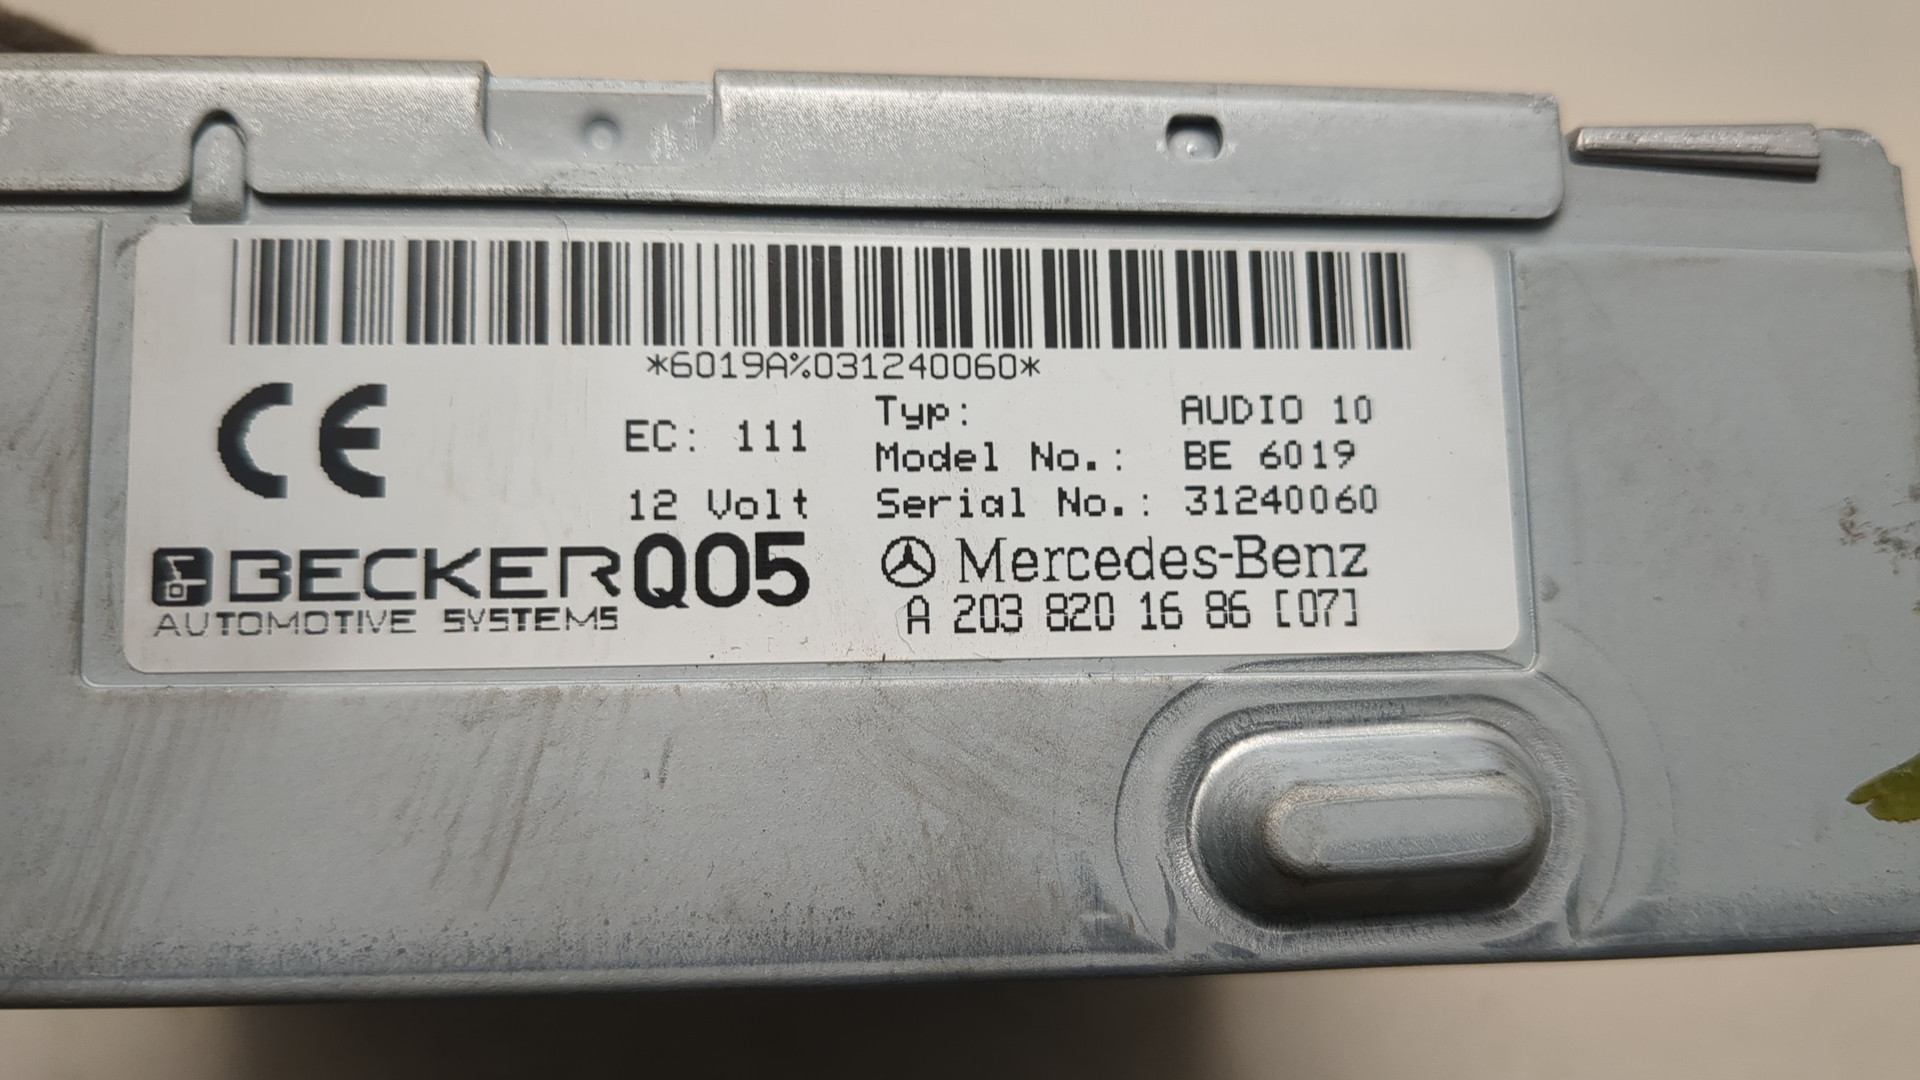 *6019A%031240060*
CE
EC: 111
12 Volt
Typ: AUDIO 10
Model No.: BE 6019
Serial No.: 31240060
BECKER Q05
AUTOMOTIVE SYSTEMS
Mercedes-Benz
A 203 820 16 86 [07]